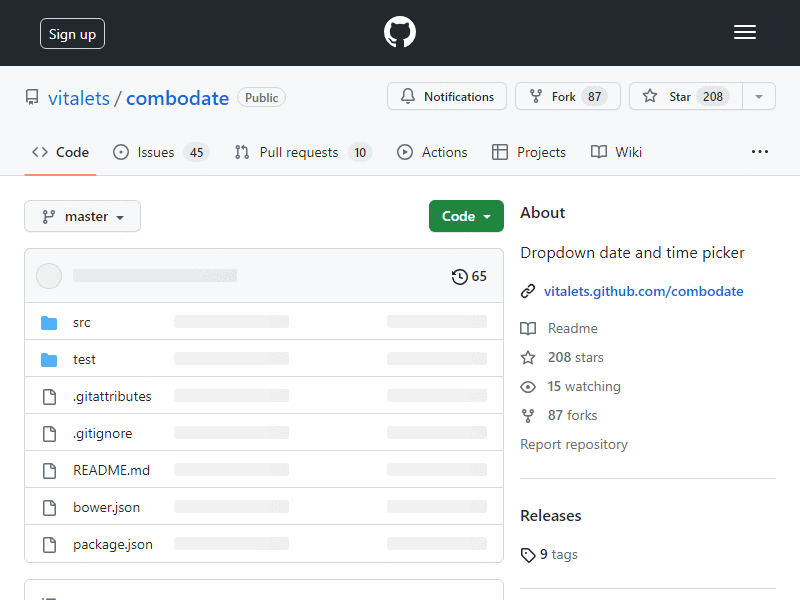 Sign up
vitalets / combodate Public
Notifications
Fork 87
Star 208
Code
Issues 45
Pull requests 10
Actions
Projects
Wiki
master
Code
65
src
test
.gitattributes
.gitignore
README.md
bower.json
package.json
About
Dropdown date and time picker
vitalets.github.com/combodate
Readme
208 stars
15 watching
87 forks
Report repository
Releases
9 tags